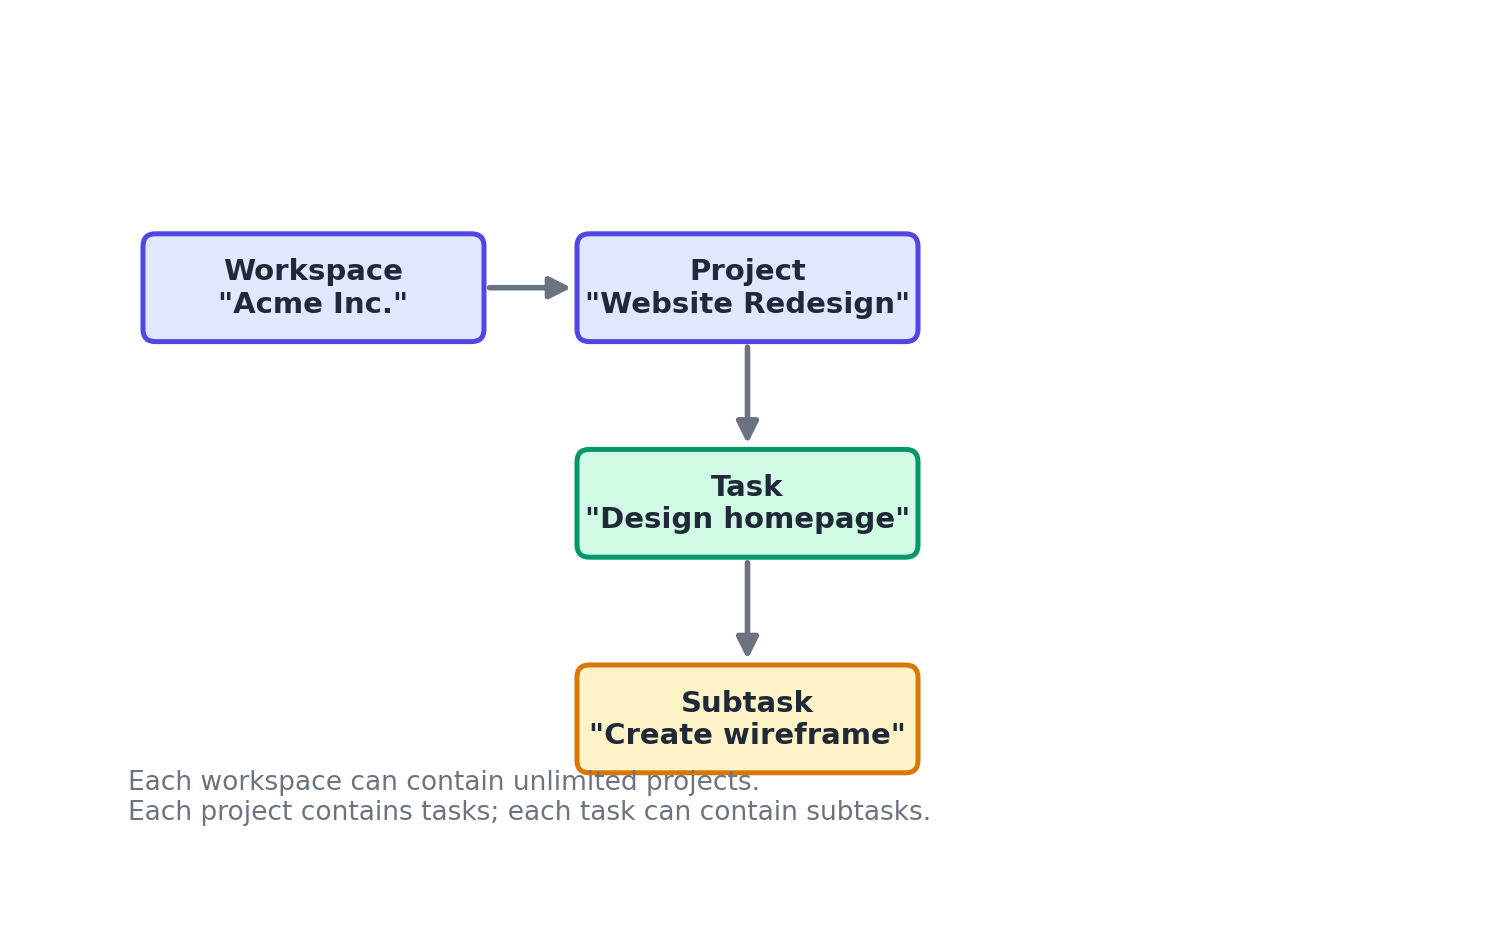 Workspace
"Acme Inc."
Project
"Website Redesign"
Task
"Design homepage"
Subtask
"Create wireframe"
Each workspace can contain unlimited projects.
Each project contains tasks; each task can contain subtasks.